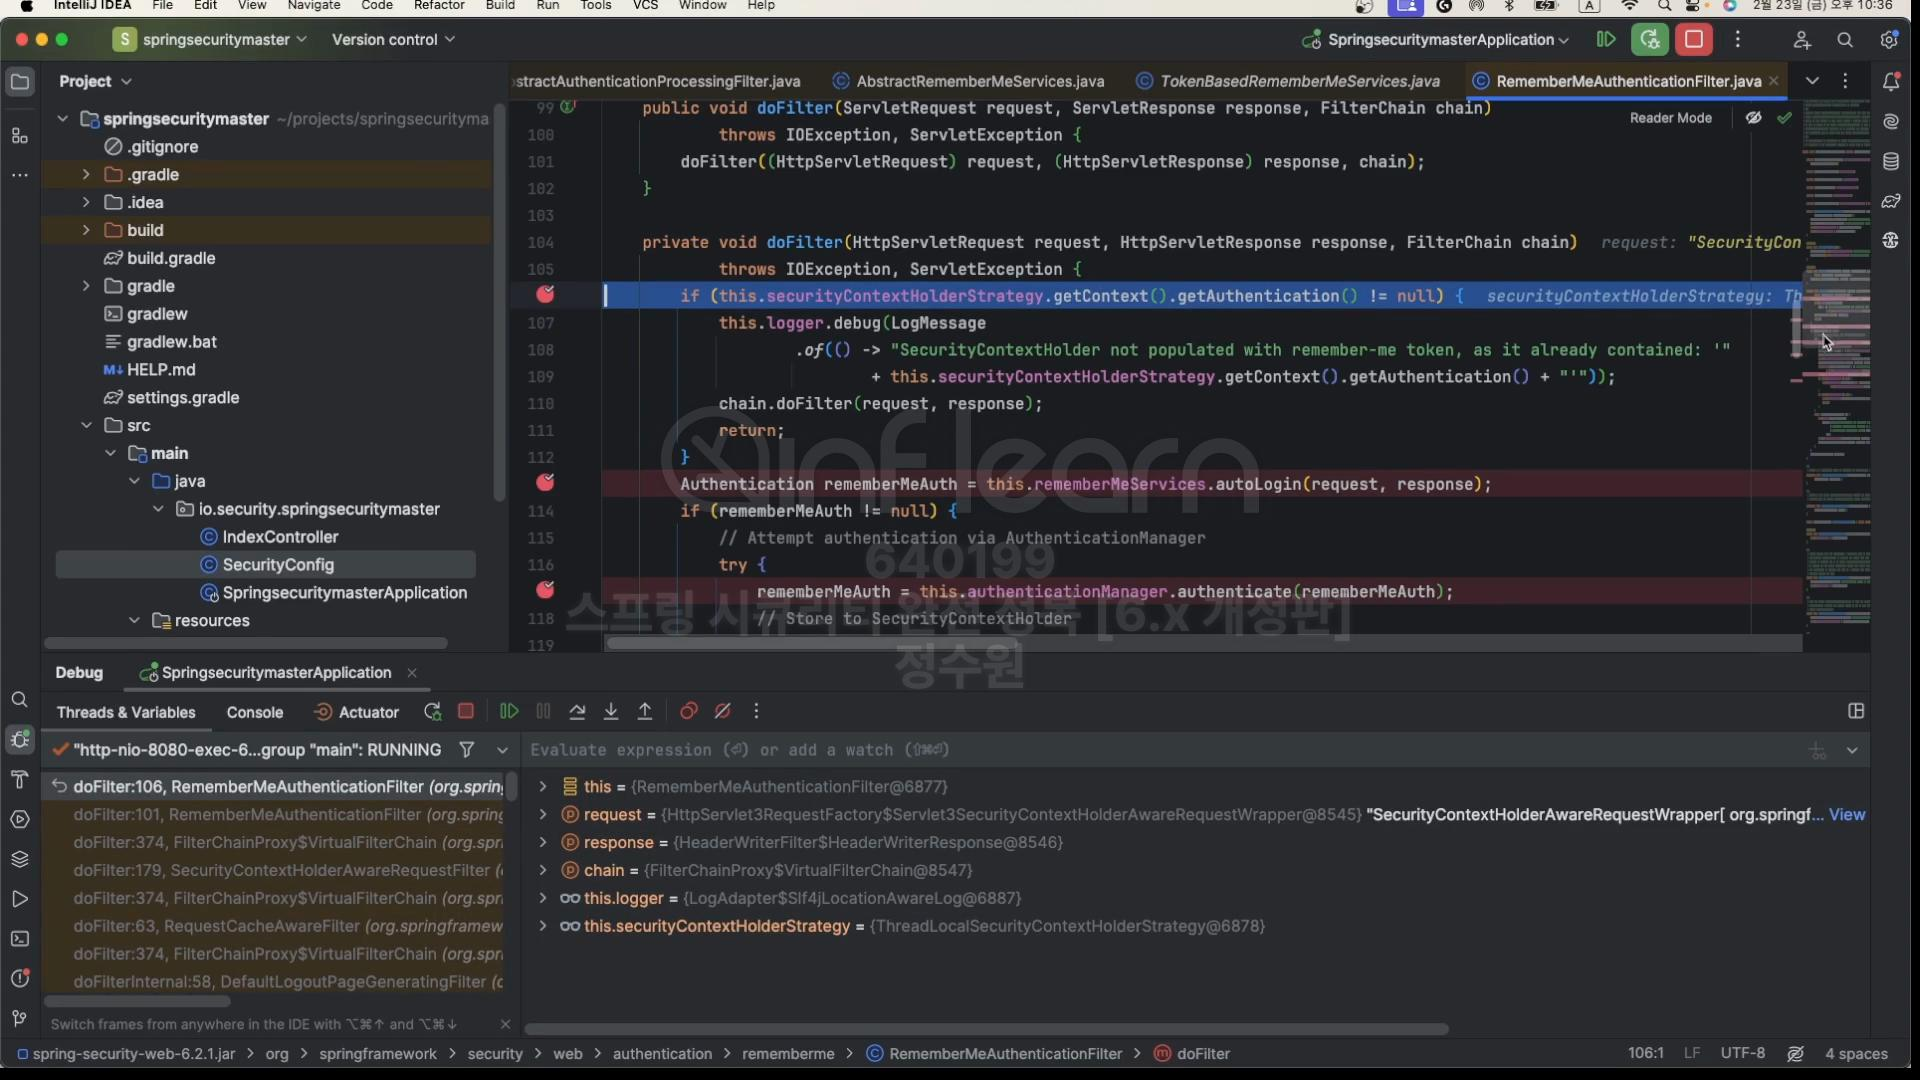 IntelliJ IDEA File Edit View Navigate Code Refactor Build Run Tools VCS Window Help
A 2월 23일 (금) 오후 10:36
S springsecuritymaster Version control
SpringsecuritymasterApplication
Project
stractAuthenticationProcessingFilter.java AbstractRememberMeServices.java TokenBasedRememberMeServices.java RememberMeAuthenticationFilter.java
Reader Mode
springsecuritymaster ~/projects/springsecurityma
.gitignore
.gradle
.idea
build
build.gradle
gradle
gradlew
gradlew.bat
HELP.md
settings.gradle
src
main
java
io.security.springsecuritymaster
IndexController
SecurityConfig
SpringsecuritymasterApplication
resources
99 public void doFilter(ServletRequest request, ServletResponse response, FilterChain chain)
100 throws IOException, ServletException {
101 doFilter((HttpServletRequest) request, (HttpServletResponse) response, chain);
102 }
103
104 private void doFilter(HttpServletRequest request, HttpServletResponse response, FilterChain chain) request: "SecurityCon
105 throws IOException, ServletException {
if (this.securityContextHolderStrategy.getContext().getAuthentication() != null) { securityContextHolderStrategy: Th
107 this.logger.debug(LogMessage
108 .of(() -> "SecurityContextHolder not populated with remember-me token, as it already contained: '"
109 + this.securityContextHolderStrategy.getContext().getAuthentication() + "'"));
110 chain.doFilter(request, response);
111 return;
112 }
Authentication rememberMeAuth = this.rememberMeServices.autoLogin(request, response);
114 if (rememberMeAuth != null) {
115 // Attempt authentication via AuthenticationManager
116 try {
rememberMeAuth = this.authenticationManager.authenticate(rememberMeAuth);
118 // Store to SecurityContextHolder
119
inflearn
640199
스프링 시큐리티 완전 정복 [6.x 개정판]
정수원
Debug SpringsecuritymasterApplication
Threads & Variables Console Actuator
"http-nio-8080-exec-6...group "main": RUNNING
Evaluate expression (⏎) or add a watch (⇧⌘⏎)
doFilter:106, RememberMeAuthenticationFilter (org.spring
doFilter:101, RememberMeAuthenticationFilter (org.spring
doFilter:374, FilterChainProxy$VirtualFilterChain (org.spri
doFilter:179, SecurityContextHolderAwareRequestFilter (
doFilter:374, FilterChainProxy$VirtualFilterChain (org.spri
doFilter:63, RequestCacheAwareFilter (org.springframew
doFilter:374, FilterChainProxy$VirtualFilterChain (org.spri
doFilterInternal:58, DefaultLogoutPageGeneratingFilter (
Switch frames from anywhere in the IDE with ⌥⌘↑ and ⌥⌘↓
this = {RememberMeAuthenticationFilter@6877}
request = {HttpServlet3RequestFactory$Servlet3SecurityContextHolderAwareRequestWrapper@8545} "SecurityContextHolderAwareRequestWrapper[ org.springf... View
response = {HeaderWriterFilter$HeaderWriterResponse@8546}
chain = {FilterChainProxy$VirtualFilterChain@8547}
this.logger = {LogAdapter$Slf4jLocationAwareLog@6887}
this.securityContextHolderStrategy = {ThreadLocalSecurityContextHolderStrategy@6878}
spring-security-web-6.2.1.jar org springframework security web authentication rememberme RememberMeAuthenticationFilter doFilter
106:1 LF UTF-8 4 spaces